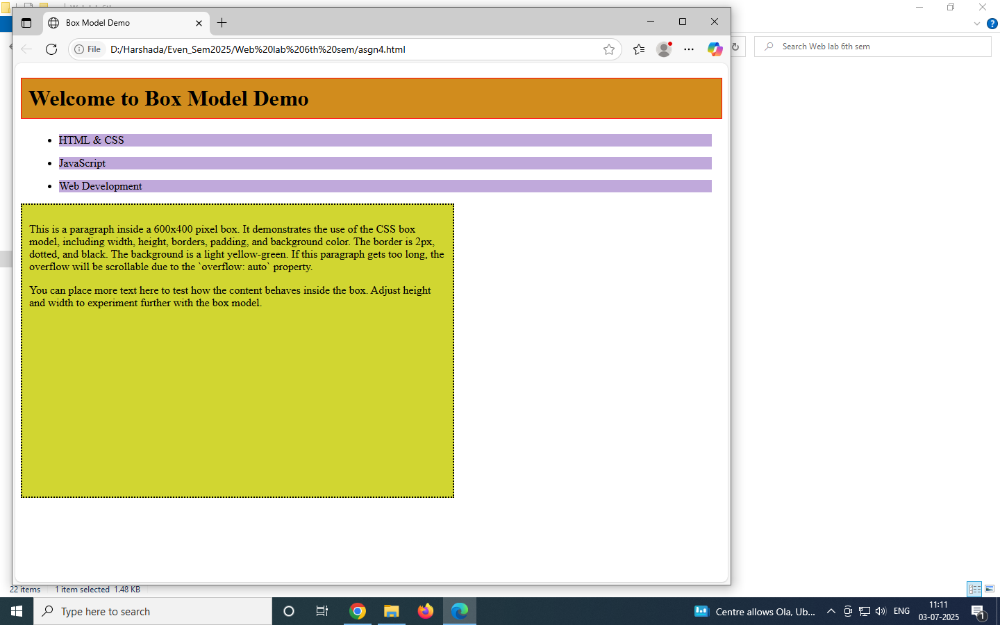 Box Model Demo
File
D:/Harshada/Even_Sem2025/Web%20lab%206th%20sem/asgn4.html
Search Web lab 6th sem
Welcome to Box Model Demo
HTML & CSS
JavaScript
Web Development
This is a paragraph inside a 600x400 pixel box. It demonstrates the use of the CSS box
model, including width, height, borders, padding, and background color. The border is 2px,
dotted, and black. The background is a light yellow-green. If this paragraph gets too long, the
overflow will be scrollable due to the `overflow: auto` property.
You can place more text here to test how the content behaves inside the box. Adjust height
and width to experiment further with the box model.
22 items 1 item selected 1.48 KB
Type here to search
Centre allows Ola, Ub...
ENG
11:11
03-07-2025
1